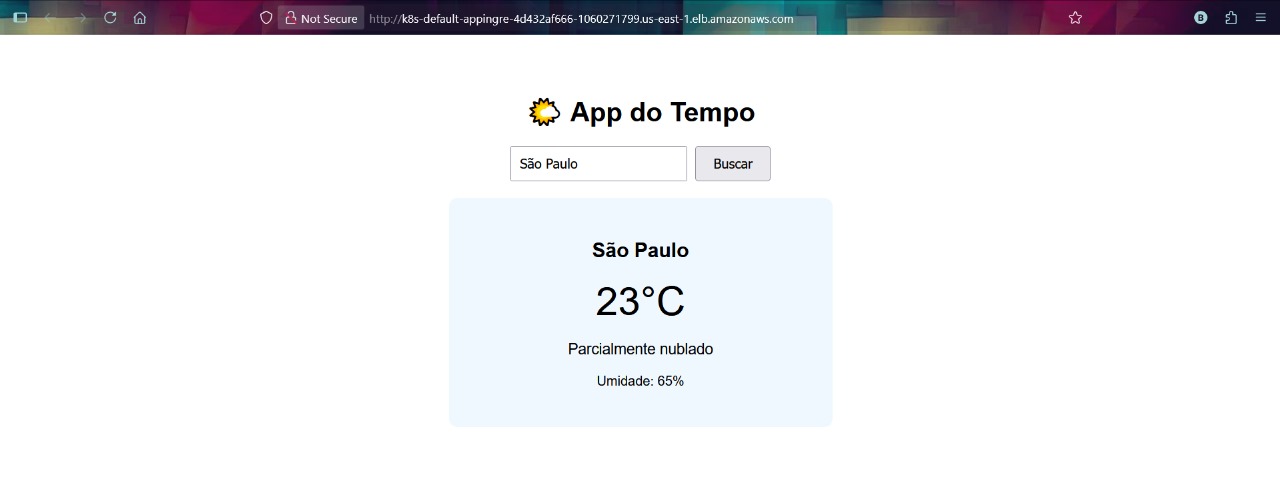 Not Secure http://k8s-default-appingre-4d432af666-1060271799.us-east-1.elb.amazonaws.com B
App do Tempo
São Paulo Buscar
São Paulo
23°C
Parcialmente nublado
Umidade: 65%